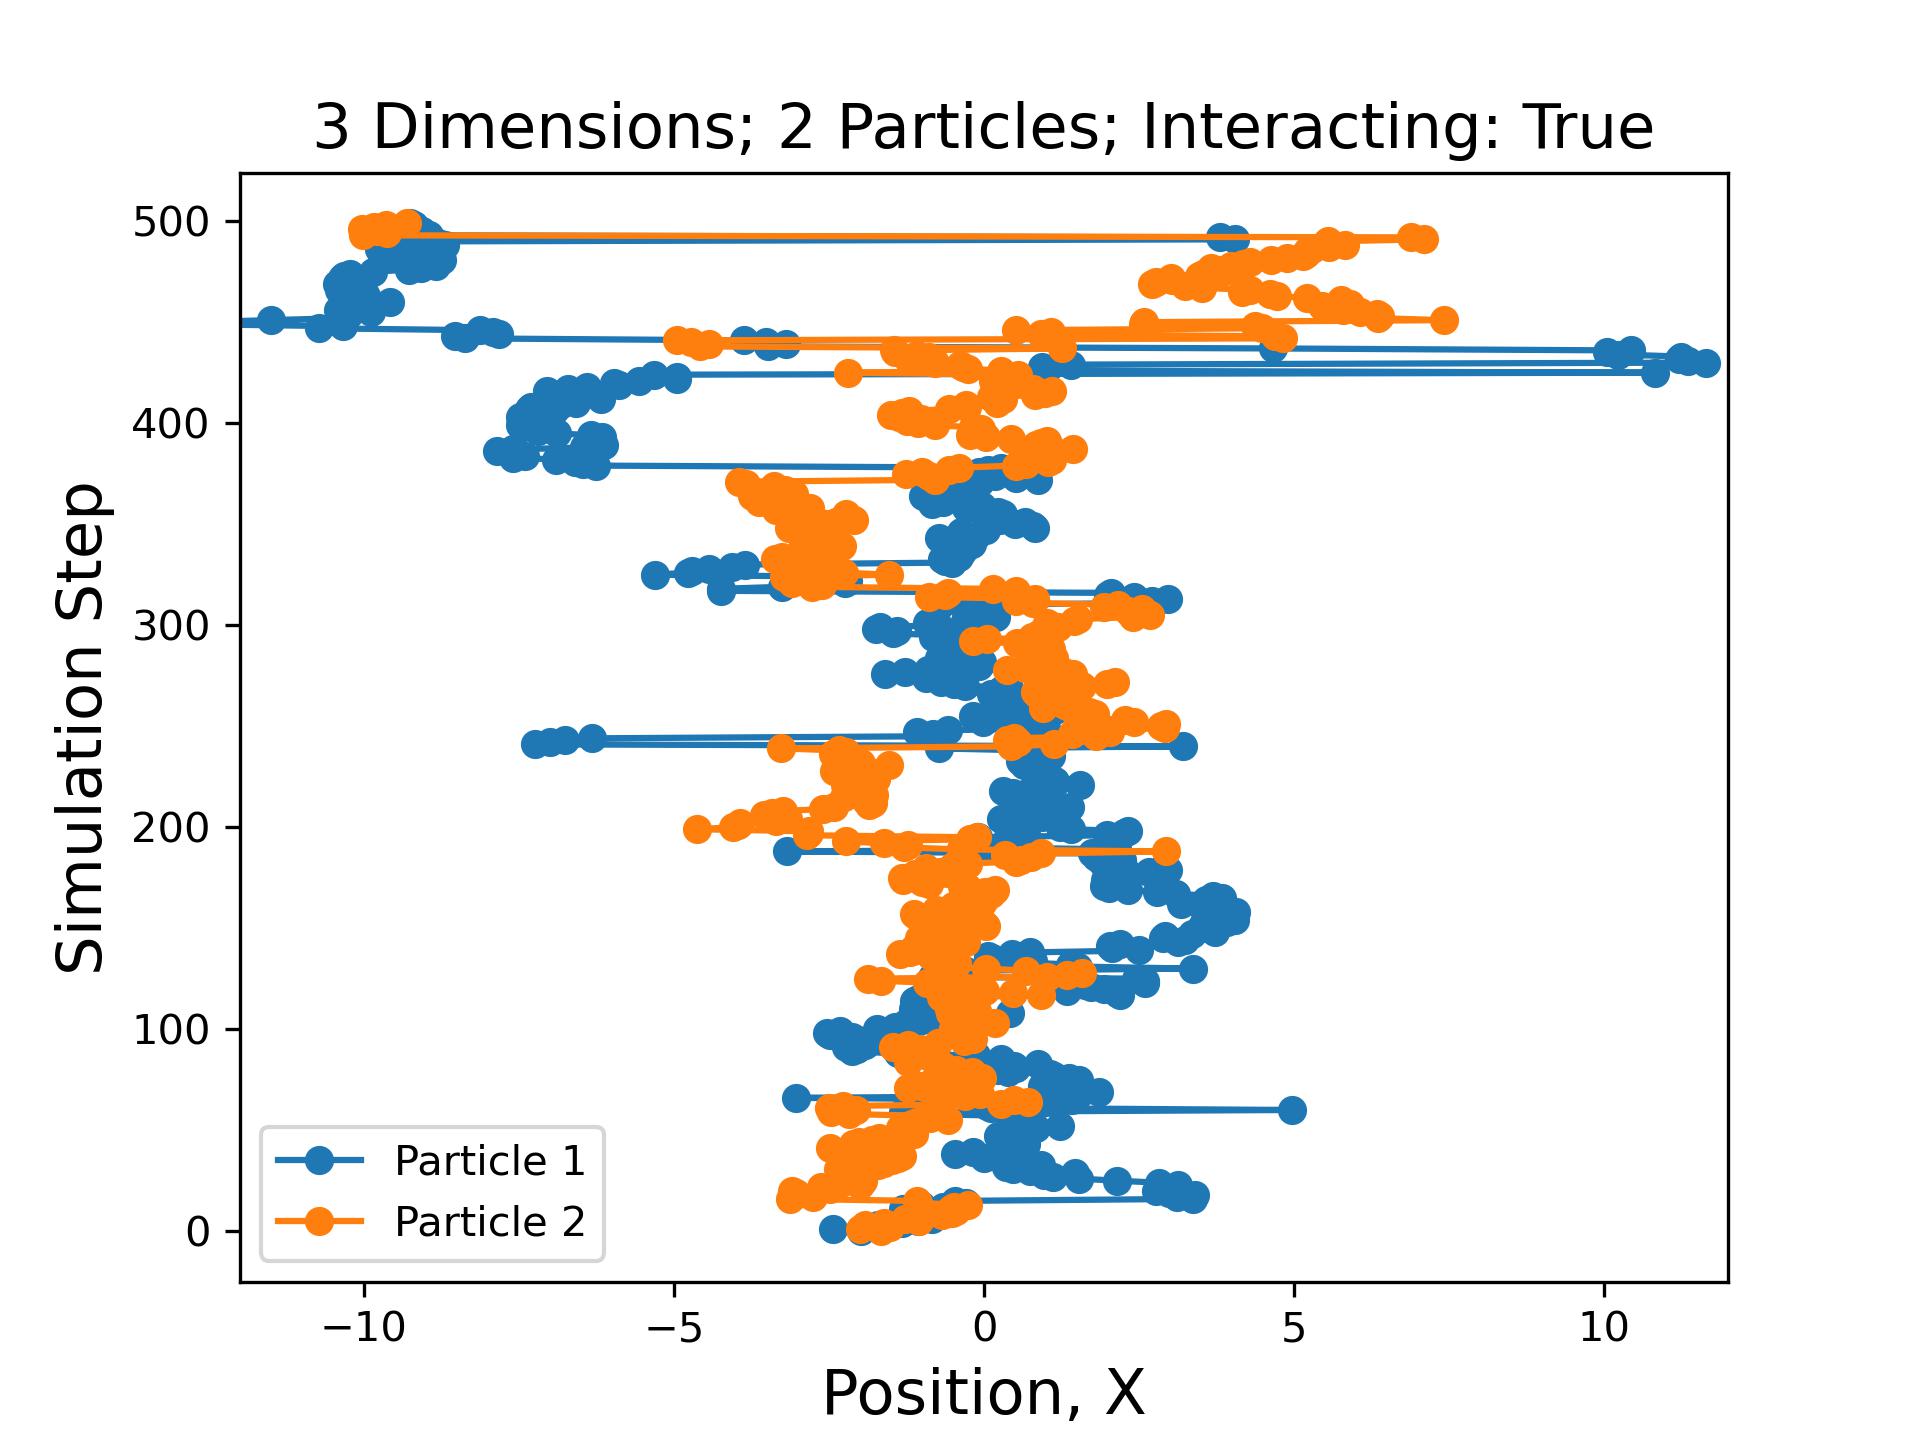 3 Dimensions; 2 Particles; Interacting: True
Simulation Step
500
400
300
200
100
0
Particle 1
Particle 2
−10
−5
0
5
10
Position, X